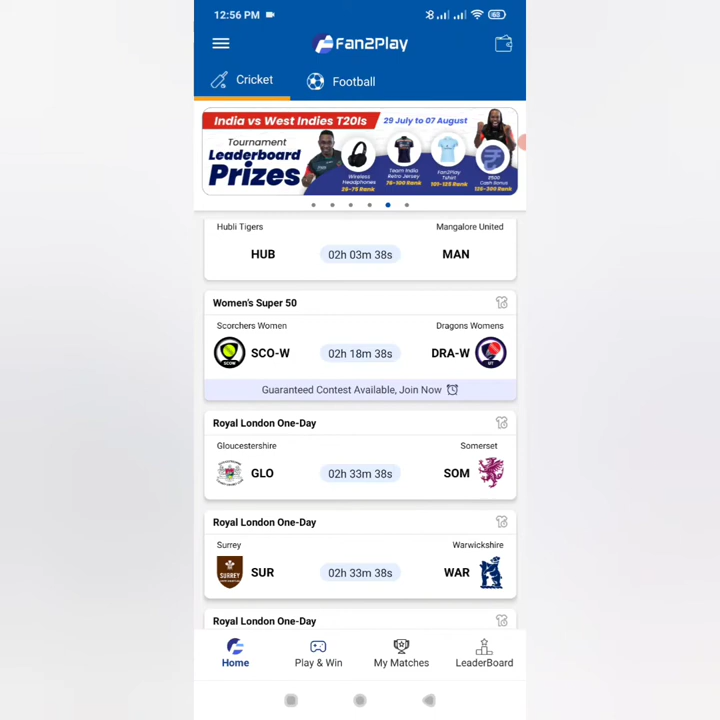 12:56 PM
Fan2Play
Cricket
Football
India vs West Indies T20Is
29 July to 07 August
Tournament
Leaderboard
Prizes
Wireless
Headphones
26-75 Rank
Team India
Retro Jersey
76-100 Rank
Fan2Play
Tshirt
101-125 Rank
₹500
Cash Bonus
126-200 Rank
Hubli Tigers
Mangalore United
HUB
02h 03m 38s
MAN
Women's Super 50
Scorchers Women
Dragons Womens
SCO-W
02h 18m 38s
DRA-W
Guaranteed Contest Available, Join Now
Royal London One-Day
Gloucestershire
Somerset
GLO
02h 33m 38s
SOM
Royal London One-Day
Surrey
Warwickshire
SURREY
SUR
02h 33m 38s
WAR
Royal London One-Day
Home
Play & Win
My Matches
LeaderBoard